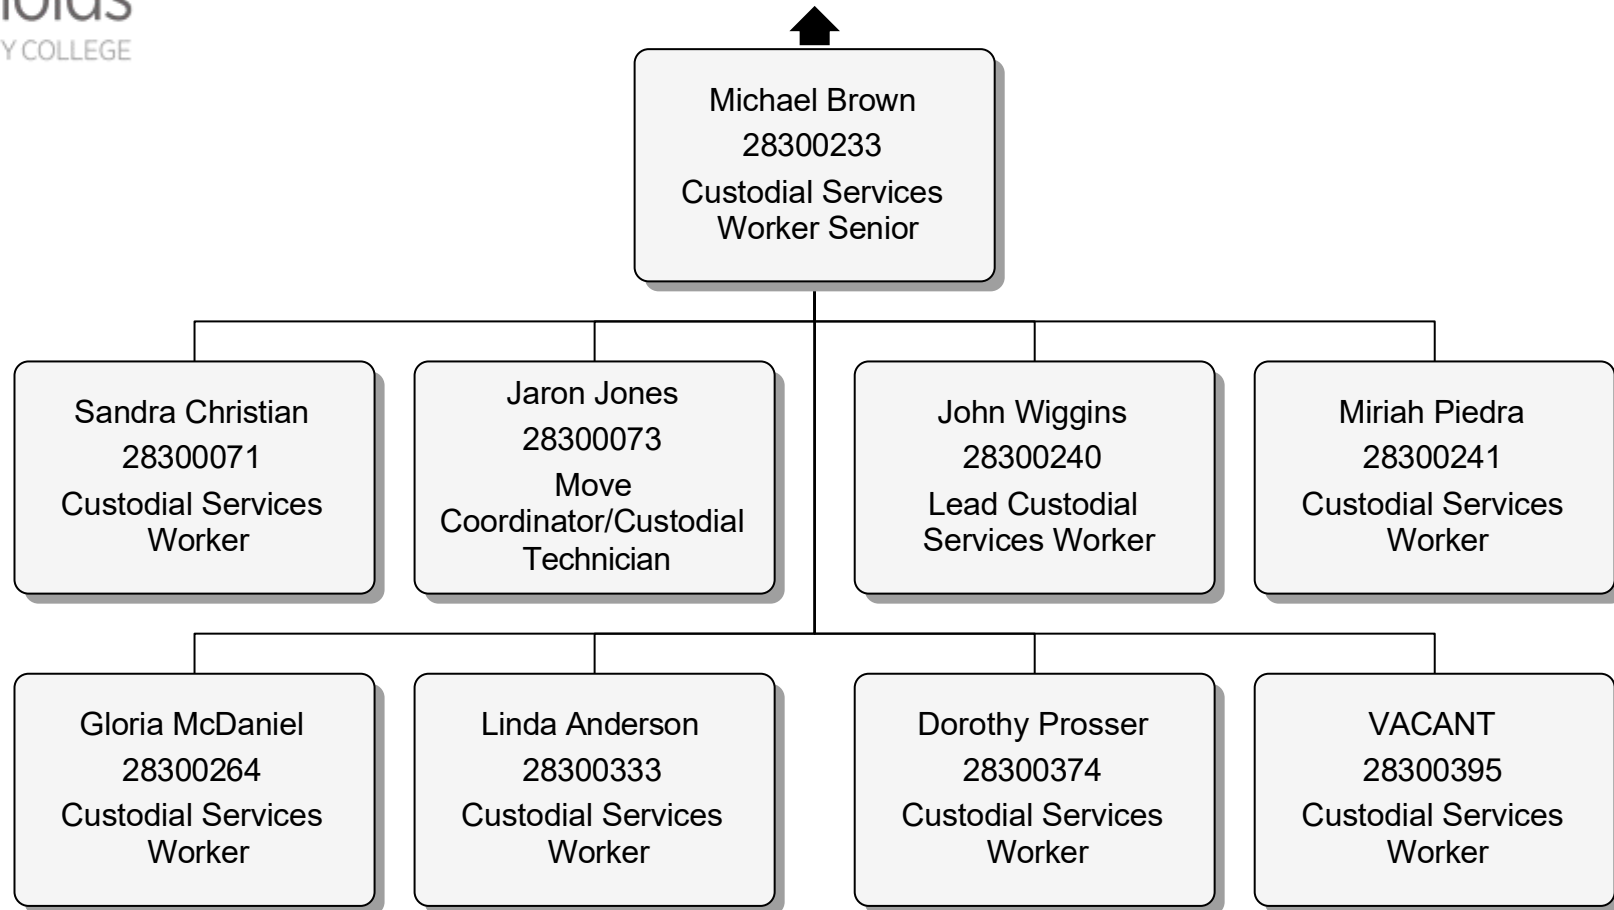 Y COLLEGE
Michael Brown
28300233
Custodial Services
Worker Senior
Sandra Christian
28300071
Custodial Services
Worker
Jaron Jones
28300073
Move
Coordinator/Custodial
Technician
John Wiggins
28300240
Lead Custodial
Services Worker
Miriah Piedra
28300241
Custodial Services
Worker
Gloria McDaniel
28300264
Custodial Services
Worker
Linda Anderson
28300333
Custodial Services
Worker
Dorothy Prosser
28300374
Custodial Services
Worker
VACANT
28300395
Custodial Services
Worker